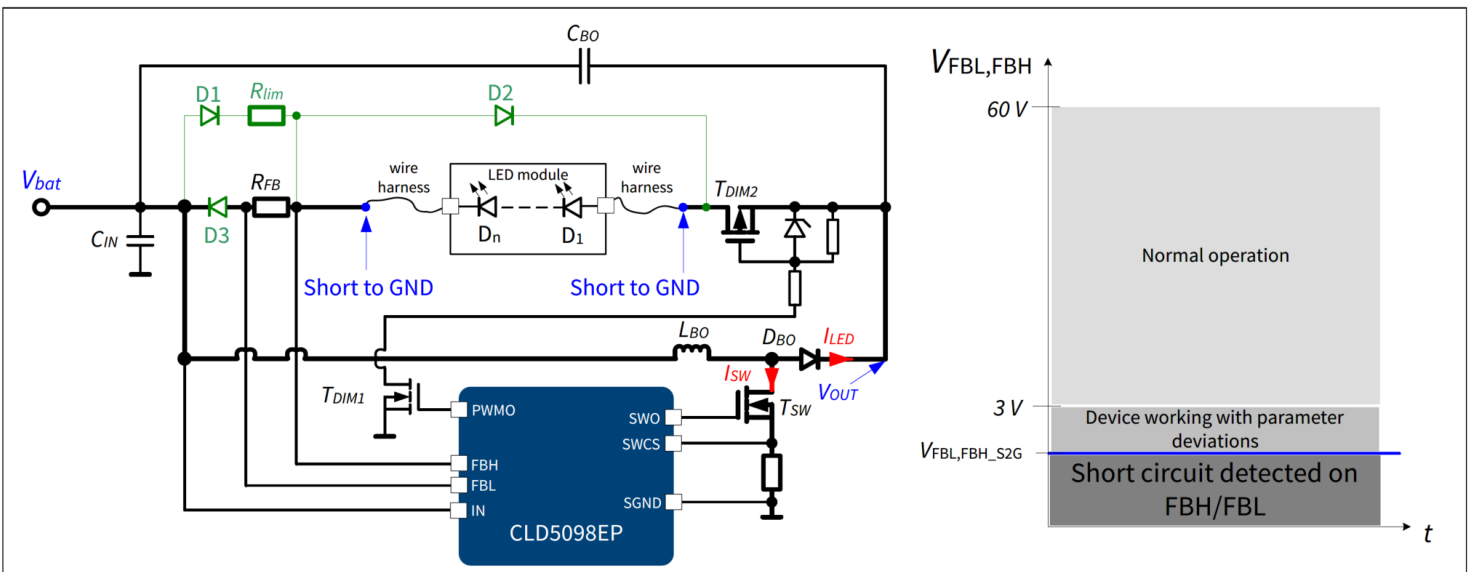 CBO
D1
Rlim
D2
Vbat
RFB
wire
harness
LED module
wire
harness
TDIM2
CIN
D3
Dn
D1
Short to GND
Short to GND
LBO
DBO
ILED
ISW
VOUT
TDIM1
TSW
PWMO
SWO
SWCS
FBH
FBL
IN
SGND
CLD5098EP
VFBL,FBH
60 V
Normal operation
3 V
Device working with parameter
deviations
VFBL,FBH_S2G
Short circuit detected on
FBH/FBL
t